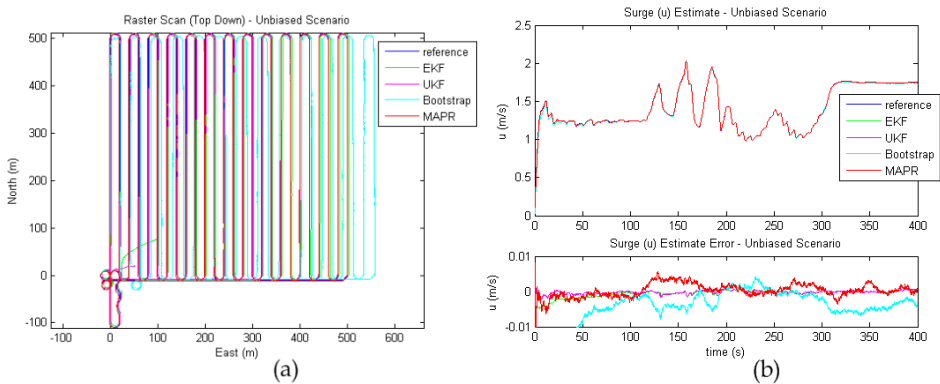 Raster Scan (Top Down) - Unbiased Scenario
500
400
300
200
100
0
-100
North (m)
-100 0 100 200 300 400 500 600
East (m)
reference
EKF
UKF
Bootstrap
MAPR
(a)
Surge (u) Estimate - Unbiased Scenario
2.5
2
1.5
1
0.5
0
u (m/s)
0 50 100 150 200 250 300 350 400
reference
EKF
UKF
Bootstrap
MAPR
Surge (u) Estimate Error - Unbiased Scenario
0.01
0
-0.01
u (m/s)
0 50 100 150 200 250 300 350 400
time (s)
(b)